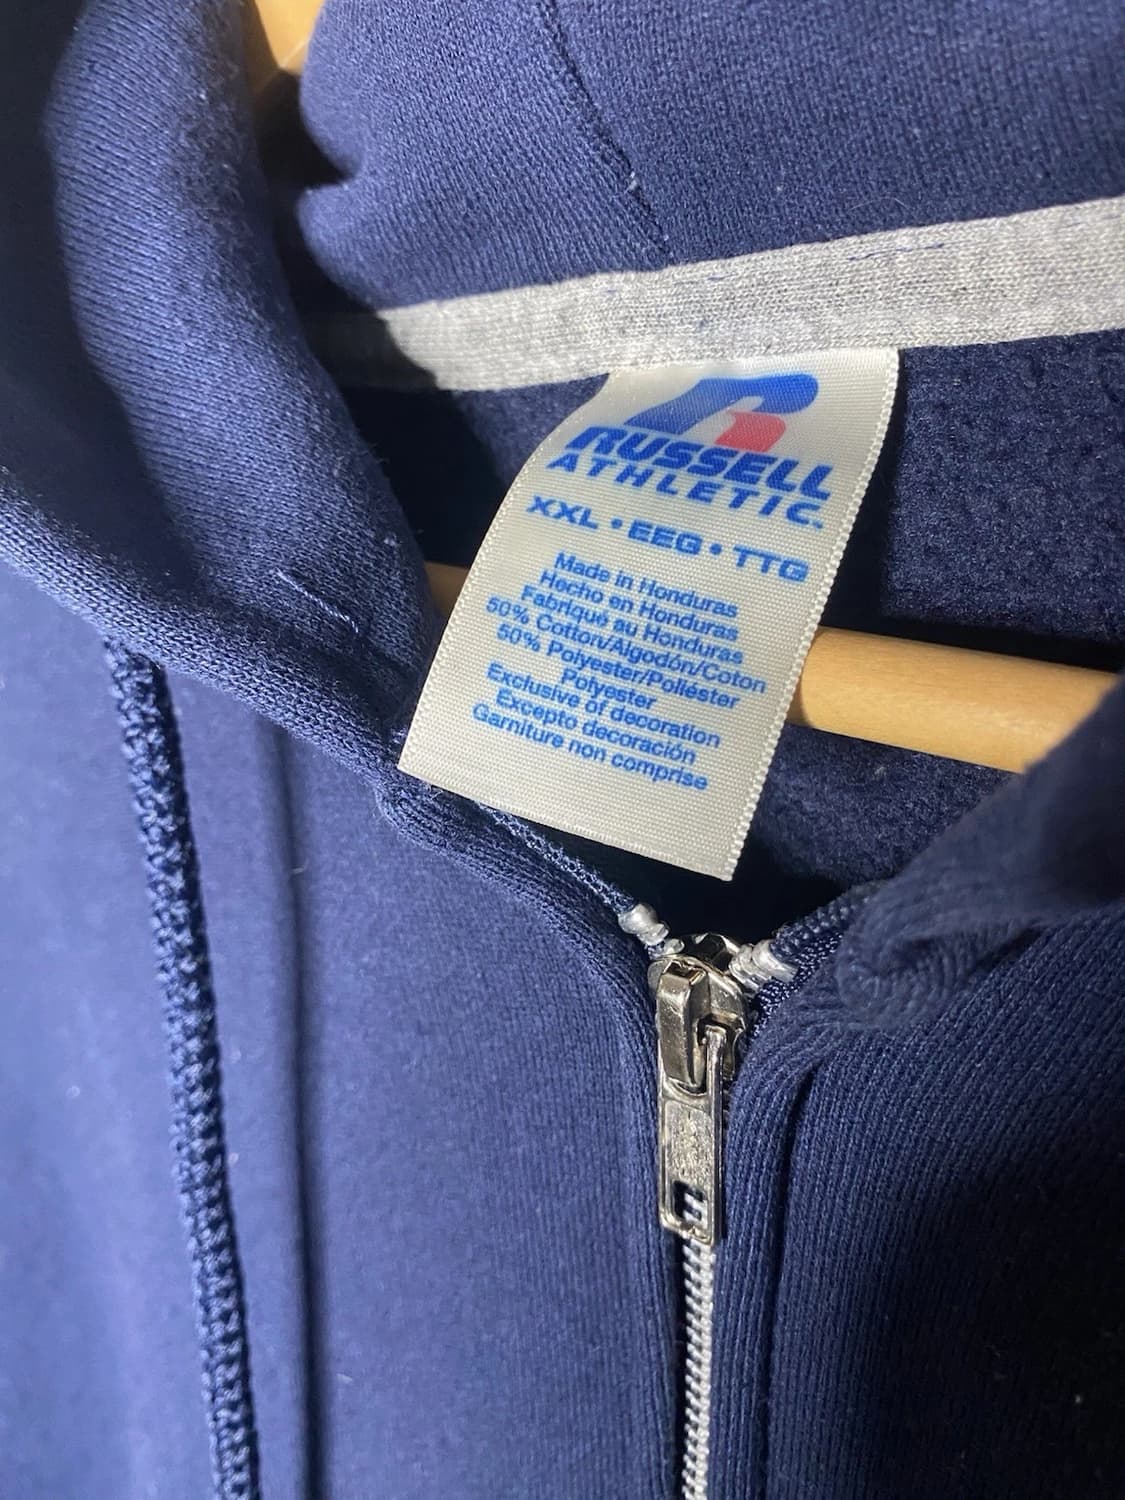 RUSSELL
ATHLETIC.
XXL • EEG • TTG
Made in Honduras
Hecho en Honduras
Fabriqué au Honduras
50% Cotton/Algodón/Coton
50% Polyester/Poliéster
Polyester
Exclusive of decoration
Excepto decoración
Garniture non comprise